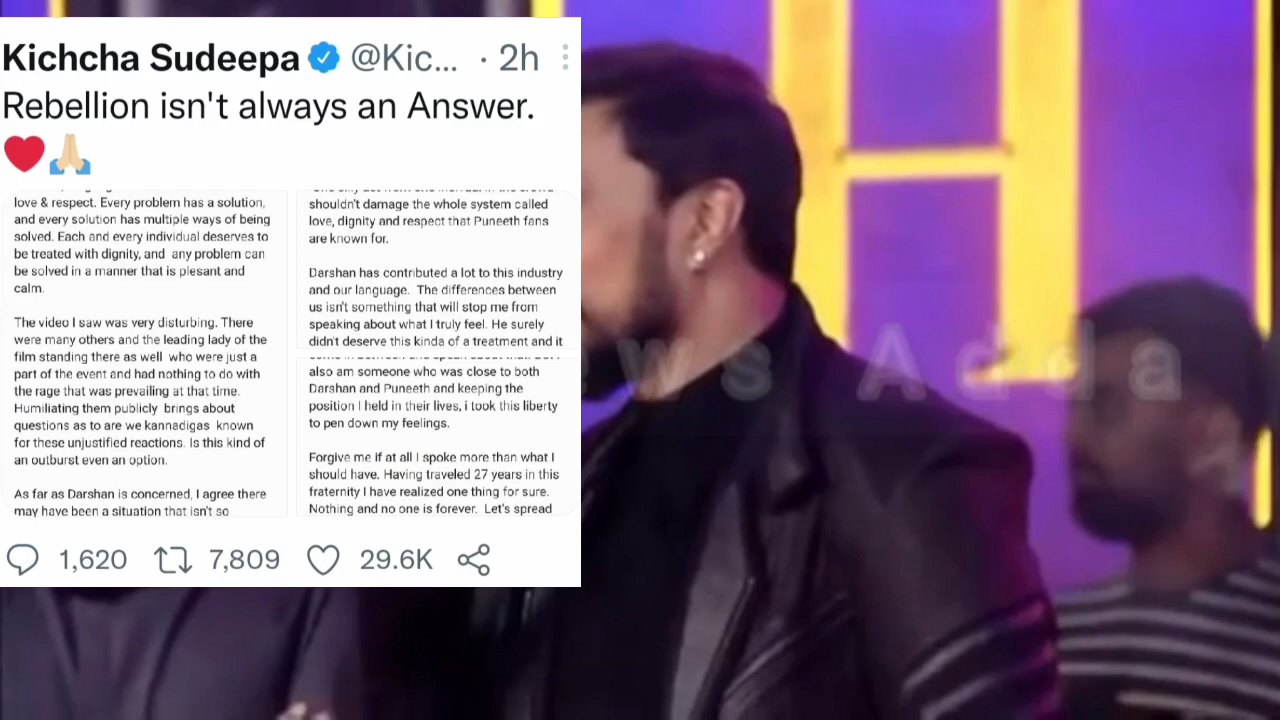 Kichcha Sudeepa @Kic... · 2h
Rebellion isn't always an Answer.
❤️🙏🏼
love & respect. Every problem has a solution,
and every solution has multiple ways of being
solved. Each and every individual deserves to
be treated with dignity, and any problem can
be solved in a manner that is plesant and
calm.
The video I saw was very disturbing. There
were many others and the leading lady of the
film standing there as well who were just a
part of the event and had nothing to do with
the rage that was prevailing at that time.
Humiliating them publicly brings about
questions as to are we kannadigas known
for these unjustified reactions. Is this kind of
an outburst even an option.
As far as Darshan is concerned, I agree there
may have been a situation that isn't so
shouldn't damage the whole system called
love, dignity and respect that Puneeth fans
are known for.
Darshan has contributed a lot to this industry
and our language. The differences between
us isn't something that will stop me from
speaking about what I truly feel. He surely
didn't deserve this kinda of a treatment and it
also am someone who was close to both
Darshan and Puneeth and keeping the
position I held in their lives, i took this liberty
to pen down my feelings.
Forgive me if at all I spoke more than what I
should have. Having traveled 27 years in this
fraternity I have realized one thing for sure.
Nothing and no one is forever. Let's spread
1,620 7,809 29.6K
ws Adda